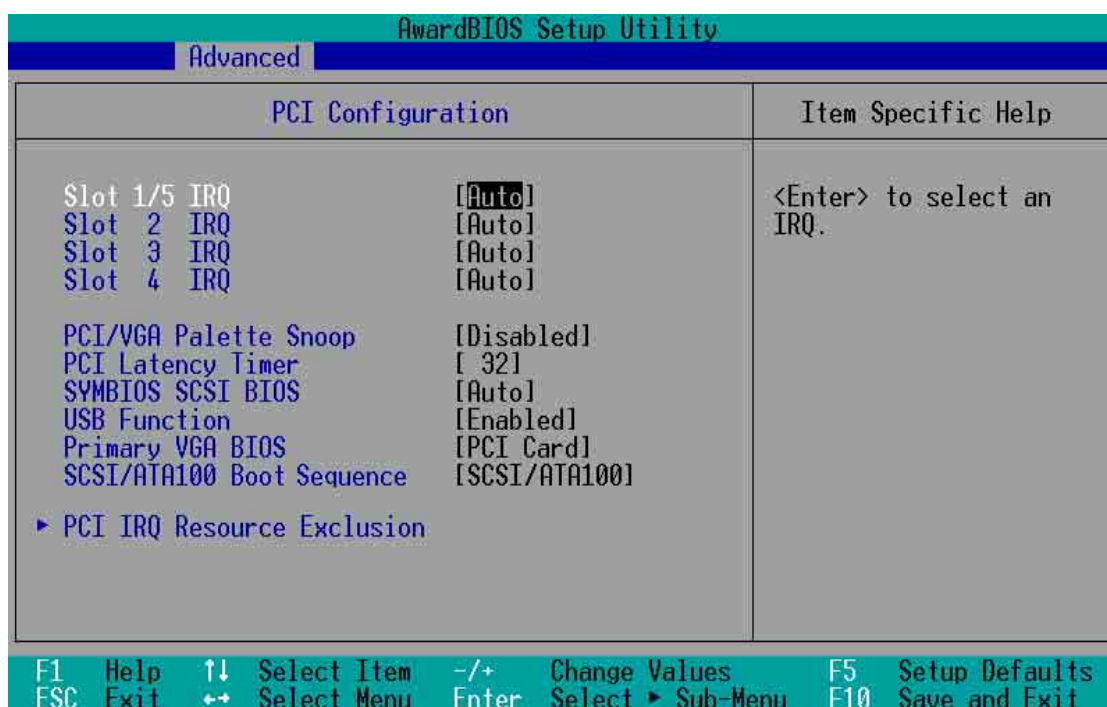 AwardBIOS Setup Utility
Advanced
PCI Configuration
Item Specific Help
Slot 1/5 IRQ [Auto]
Slot 2 IRQ [Auto]
Slot 3 IRQ [Auto]
Slot 4 IRQ [Auto]
PCI/VGA Palette Snoop [Disabled]
PCI Latency Timer [ 32]
SYMBIOS SCSI BIOS [Auto]
USB Function [Enabled]
Primary VGA BIOS [PCI Card]
SCSI/ATA100 Boot Sequence [SCSI/ATA100]
▸ PCI IRQ Resource Exclusion
<Enter> to select an
IRQ.
F1 Help ↑↓ Select Item -/+ Change Values F5 Setup Defaults
ESC Exit ←→ Select Menu Enter Select ▸ Sub-Menu F10 Save and Exit